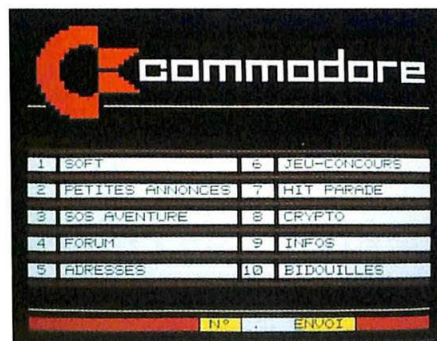 commodore
1 SOFT 6 JEU-CONCOURS
2 PETITES ANNONCES 7 HIT PARADE
3 SOS AVENTURE 8 CRYPTO
4 FORUM 9 INFOS
5 ADRESSES 10 BIDOUILLES
N° . ENVOI